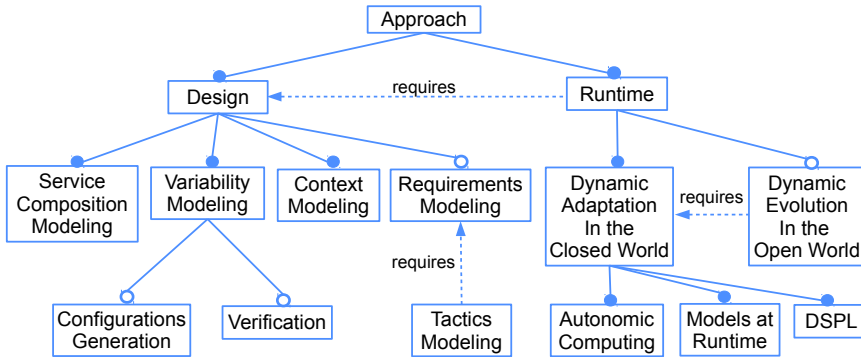 Approach
requires
Design
Runtime
Service
Composition
Modeling
Variability
Modeling
Context
Modeling
Requirements
Modeling
Dynamic
Adaptation
In the
Closed World
requires
Dynamic
Evolution
In the
Open World
requires
Configurations
Generation
Verification
Tactics
Modeling
Autonomic
Computing
Models at
Runtime
DSPL